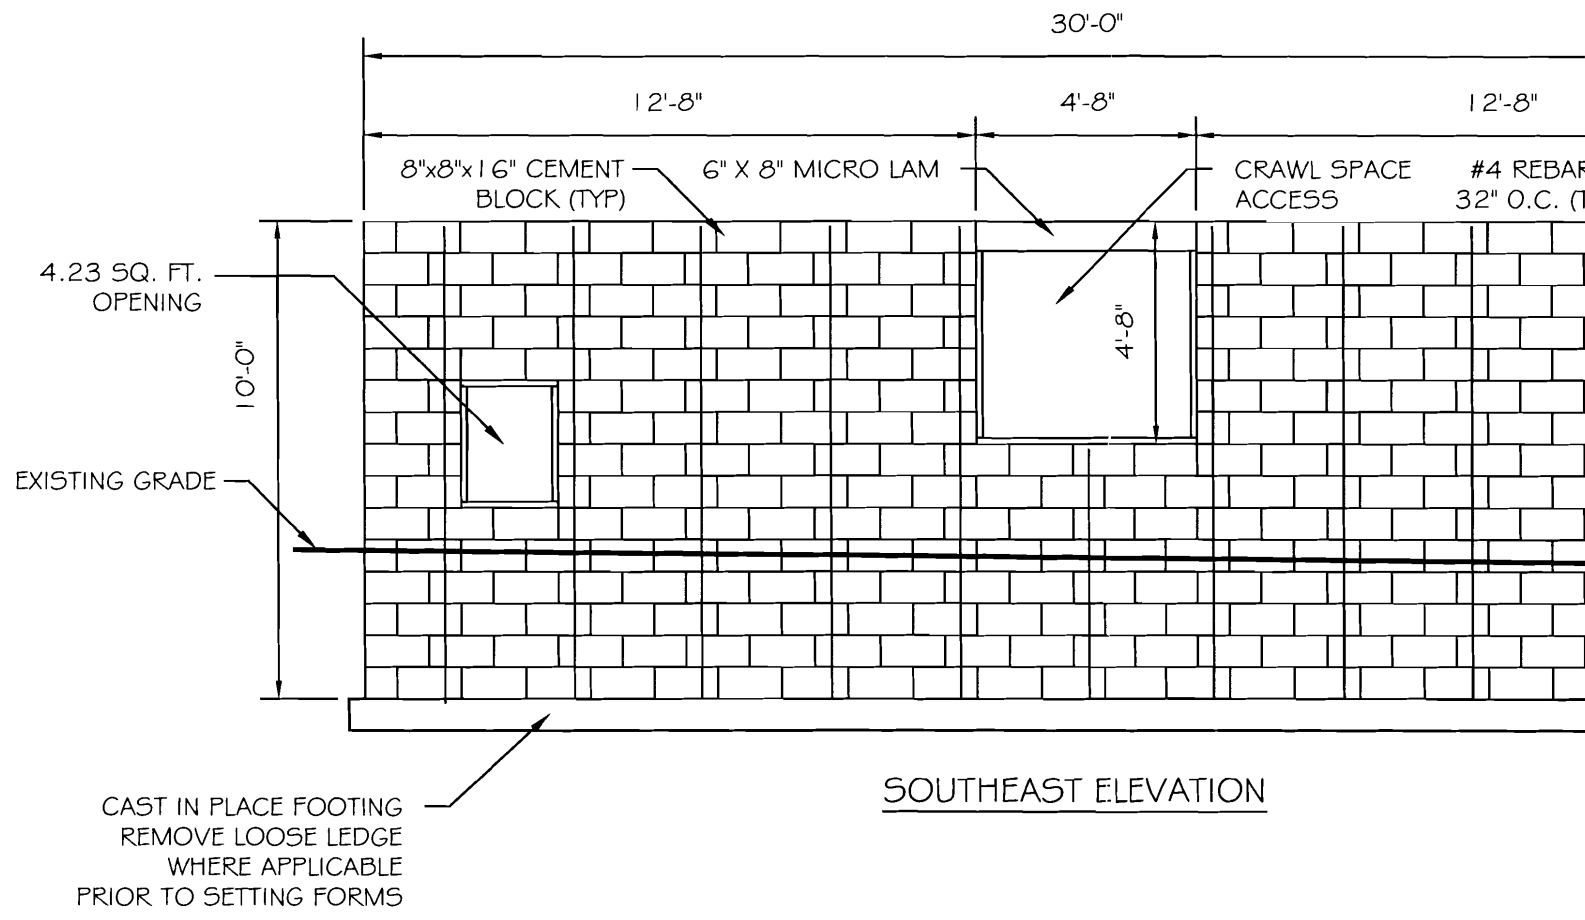 30'-0"
12'-8"
4'-8"
12'-8"
8"x8"x16" CEMENT
BLOCK (TYP)
6" X 8" MICRO LAM
CRAWL SPACE
ACCESS
#4 REBAR
32" O.C. (T
4.23 SQ. FT.
OPENING
10'-0"
4'-8"
EXISTING GRADE
SOUTHEAST ELEVATION
CAST IN PLACE FOOTING
REMOVE LOOSE LEDGE
WHERE APPLICABLE
PRIOR TO SETTING FORMS